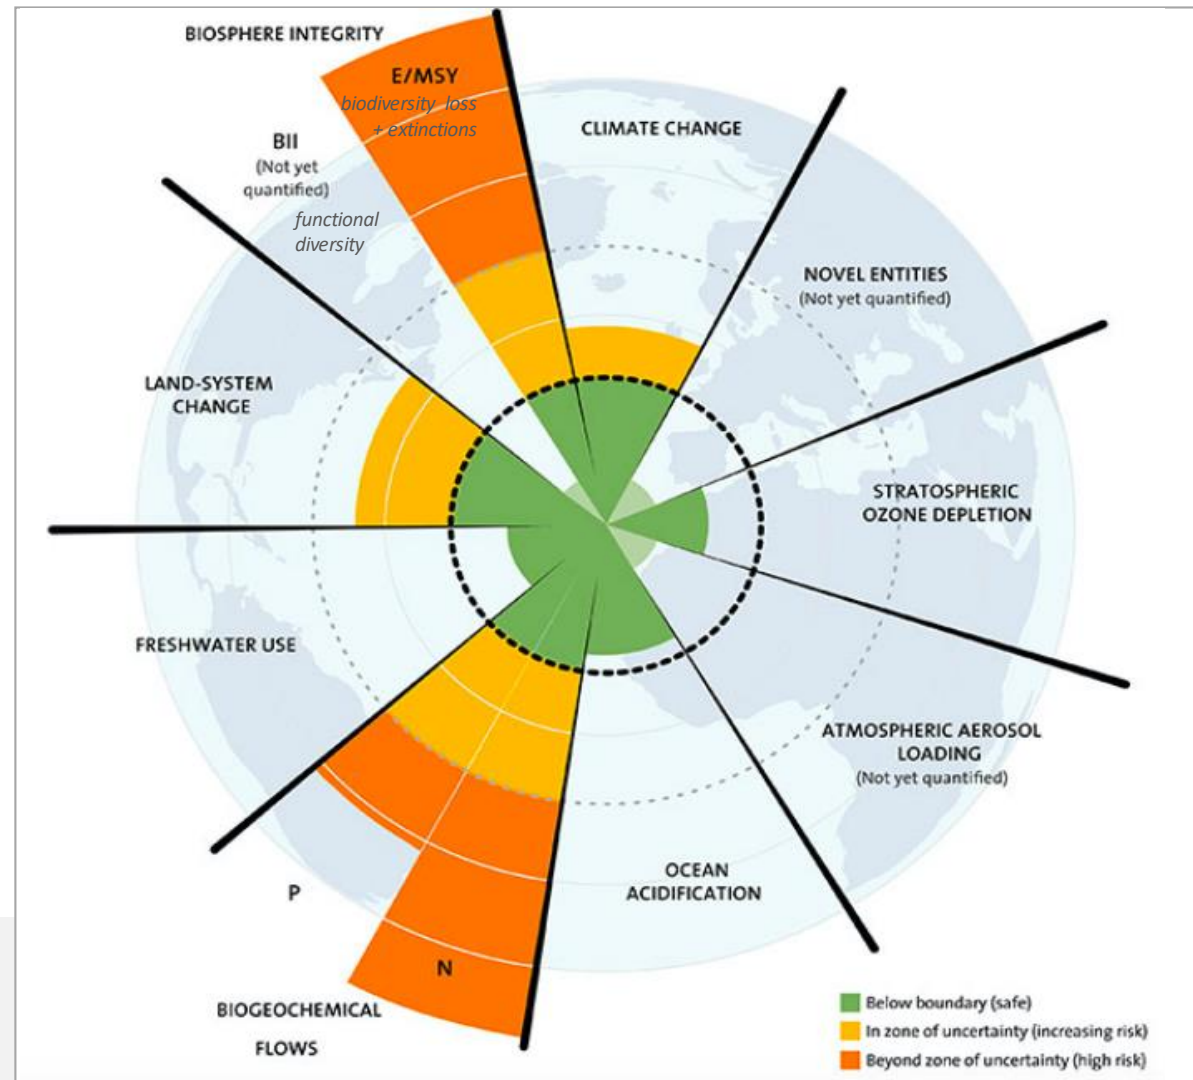 BIOSPHERE INTEGRITY
E/MSY
biodiversity loss
+ extinctions
BII
(Not yet
quantified)
functional
diversity
CLIMATE CHANGE
NOVEL ENTITIES
(Not yet quantified)
LAND-SYSTEM
CHANGE
STRATOSPHERIC
OZONE DEPLETION
FRESHWATER USE
ATMOSPHERIC AEROSOL
LOADING
(Not yet quantified)
OCEAN
ACIDIFICATION
P
N
BIOGEOCHEMICAL
FLOWS
Below boundary (safe)
In zone of uncertainty (increasing risk)
Beyond zone of uncertainty (high risk)